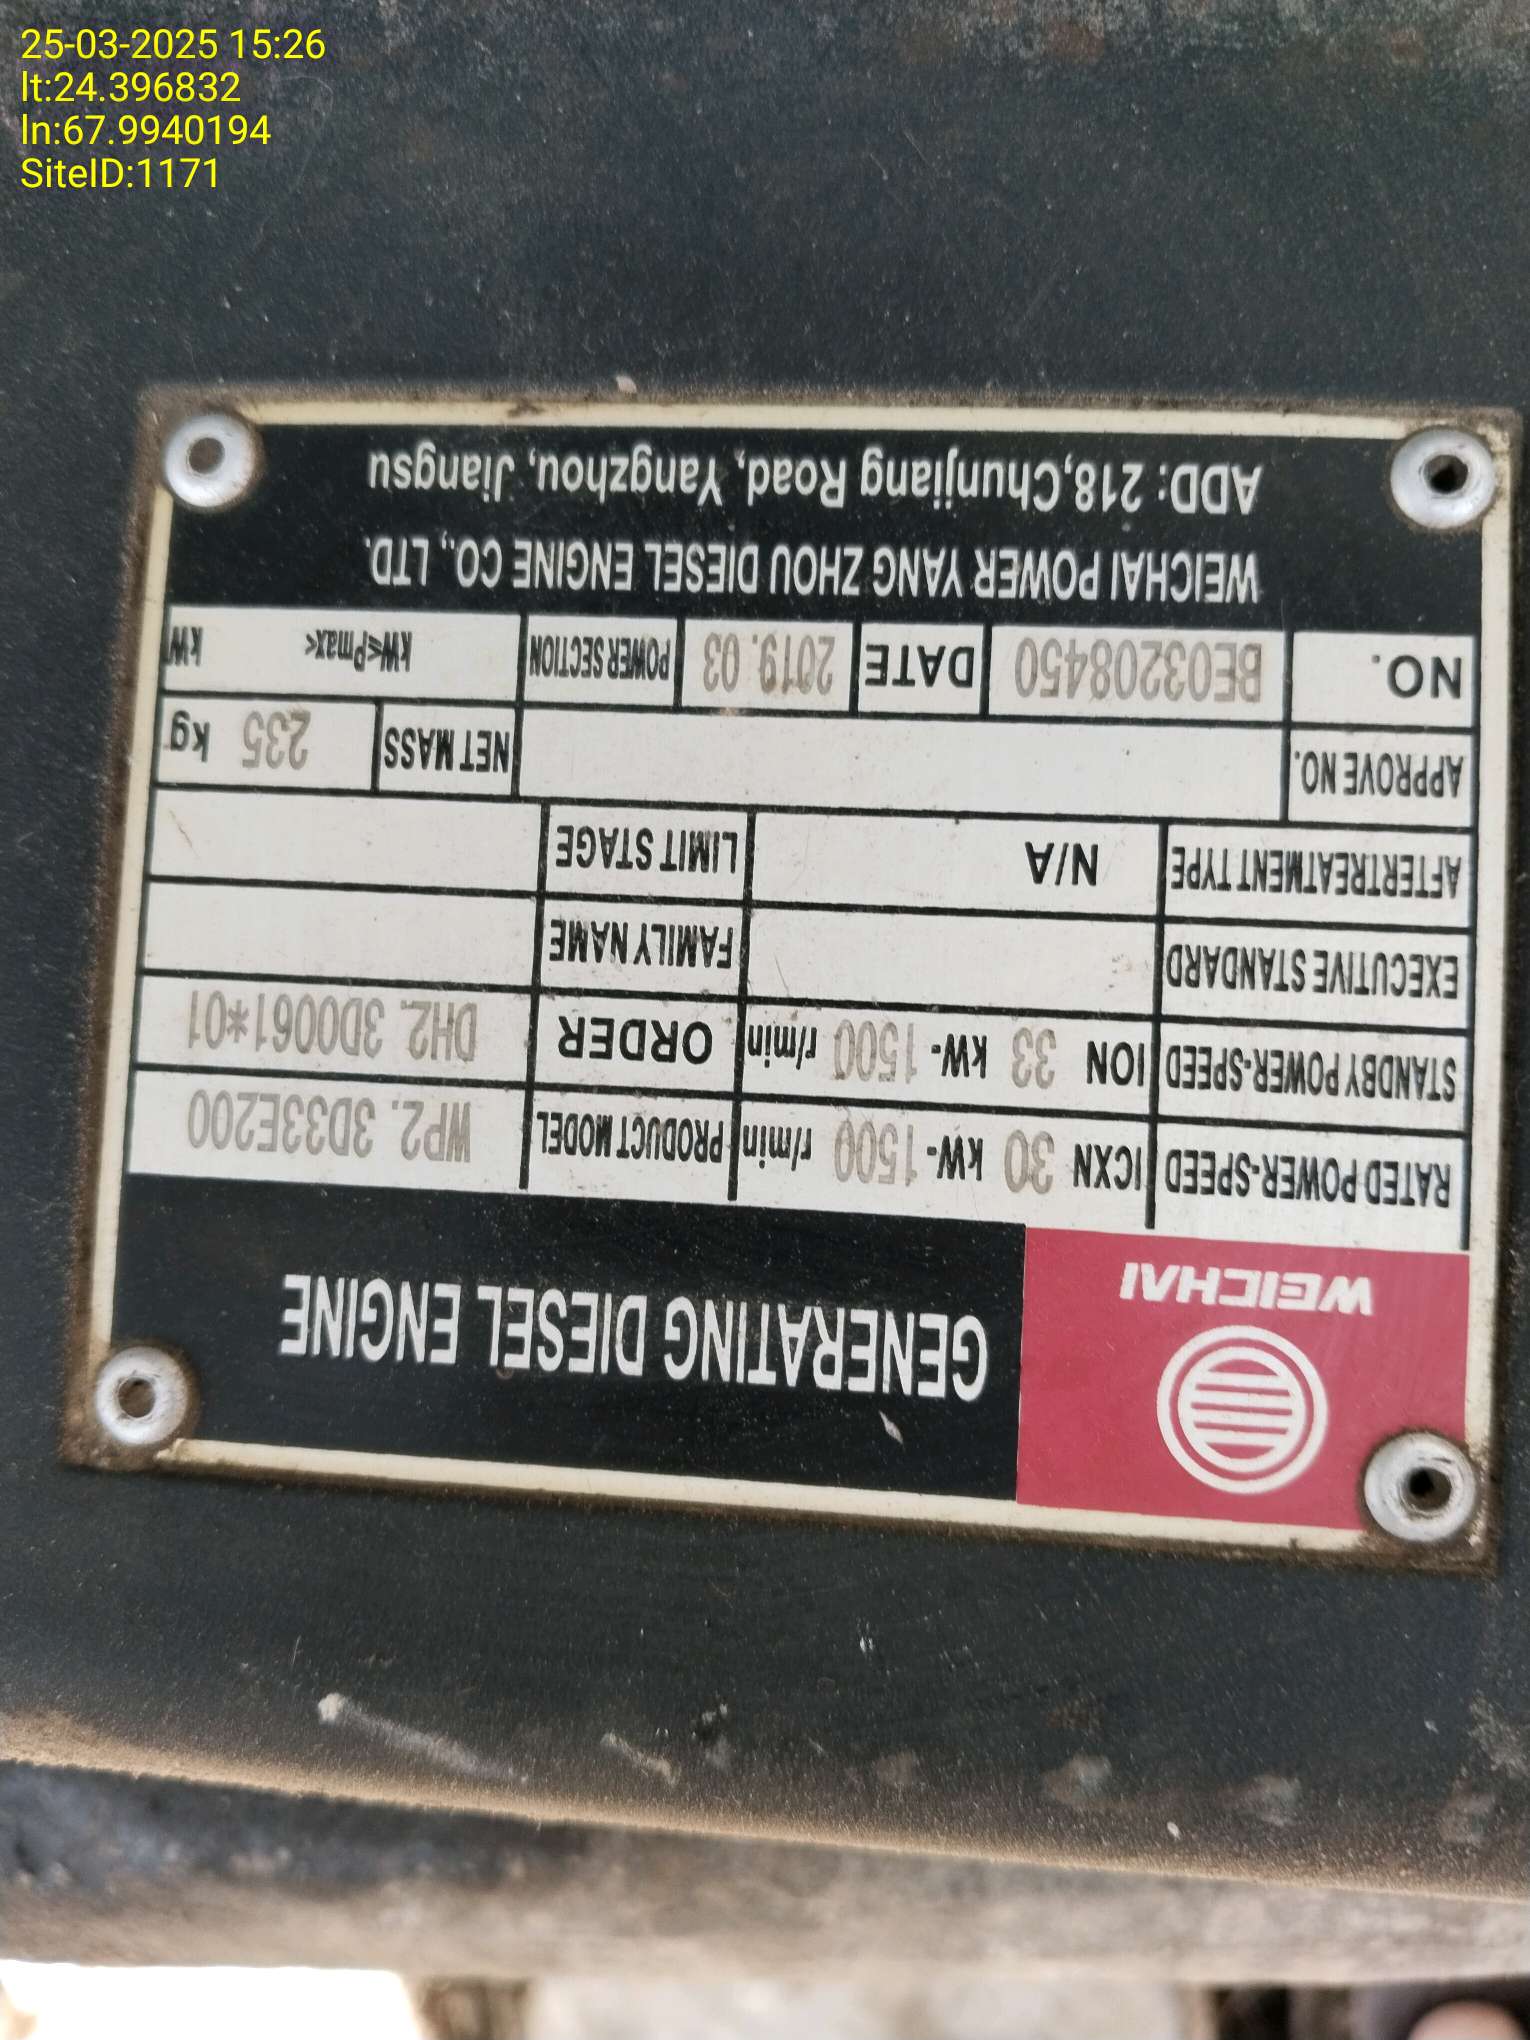 25-03-2025 15:26
lt:24.396832
ln:67.9940194
SiteID:1171
WEICHAI
GENERATING DIESEL ENGINE
RATED POWER-SPEED ICXN 30 kW- 1500 r/min PRODUCT MODEL WP2.3D33E200
STANDBY POWER-SPEED ION 33 kW- 1500 r/min ORDER DH2.3D0061*01
EXECUTIVE STANDARD FAMILY NAME
AFTERTREATMENT TYPE N/A LIMIT STAGE
APPROVE NO. NET MASS 235 kg
NO. BE03208450 DATE 2019.03 POWER SECTION kW≤Pmax< kW
WEICHAI POWER YANG ZHOU DIESEL ENGINE CO., LTD.
ADD: 218,Chunjiang Road, Yangzhou, Jiangsu